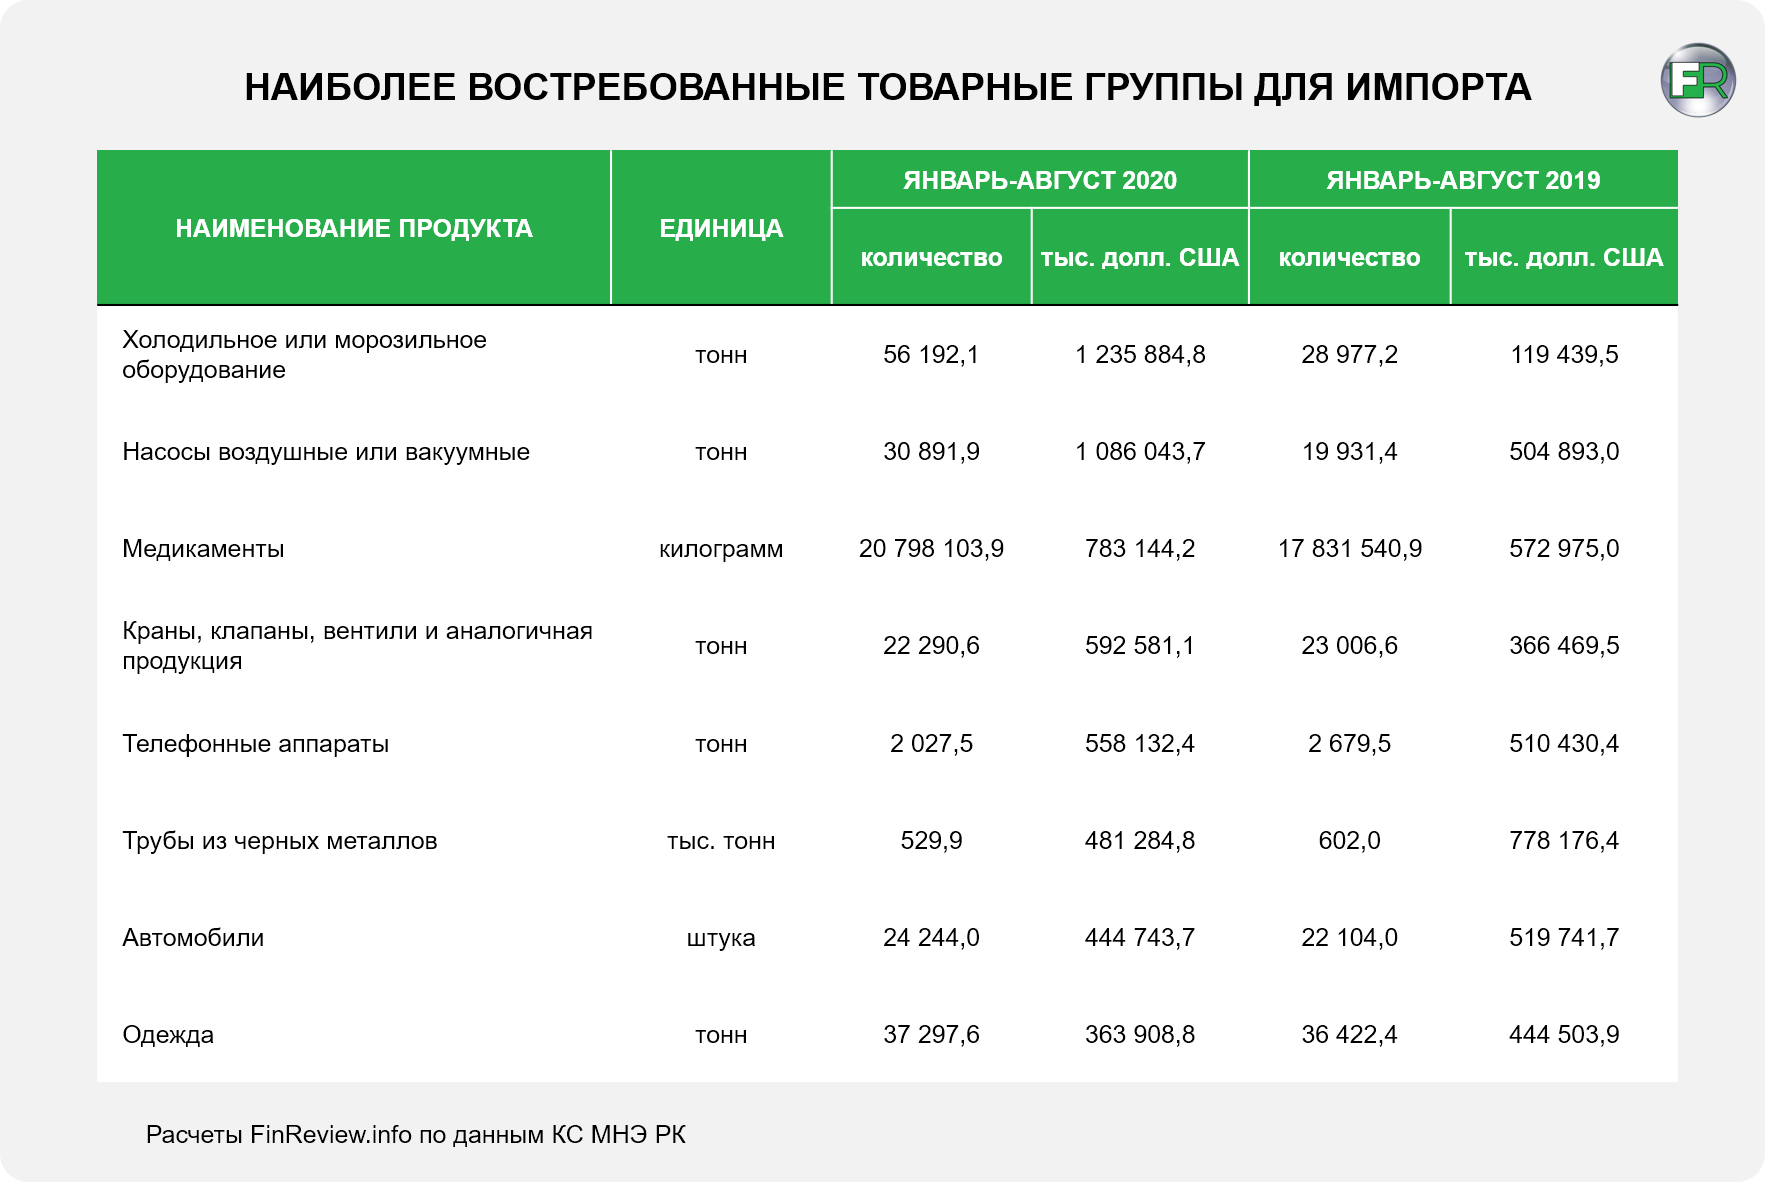 НАИБОЛЕЕ ВОСТРЕБОВАННЫЕ ТОВАРНЫЕ ГРУППЫ ДЛЯ ИМПОРТА
FR
НАИМЕНОВАНИЕ ПРОДУКТА ЕДИНИЦА ЯНВАРЬ-АВГУСТ 2020 ЯНВАРЬ-АВГУСТ 2019
количество тыс. долл. США количество тыс. долл. США
Холодильное или морозильное
оборудование тонн 56 192,1 1 235 884,8 28 977,2 119 439,5
Насосы воздушные или вакуумные тонн 30 891,9 1 086 043,7 19 931,4 504 893,0
Медикаменты килограмм 20 798 103,9 783 144,2 17 831 540,9 572 975,0
Краны, клапаны, вентили и аналогичная
продукция тонн 22 290,6 592 581,1 23 006,6 366 469,5
Телефонные аппараты тонн 2 027,5 558 132,4 2 679,5 510 430,4
Трубы из черных металлов тыс. тонн 529,9 481 284,8 602,0 778 176,4
Автомобили штука 24 244,0 444 743,7 22 104,0 519 741,7
Одежда тонн 37 297,6 363 908,8 36 422,4 444 503,9
Расчеты FinReview.info по данным КС МНЭ РК